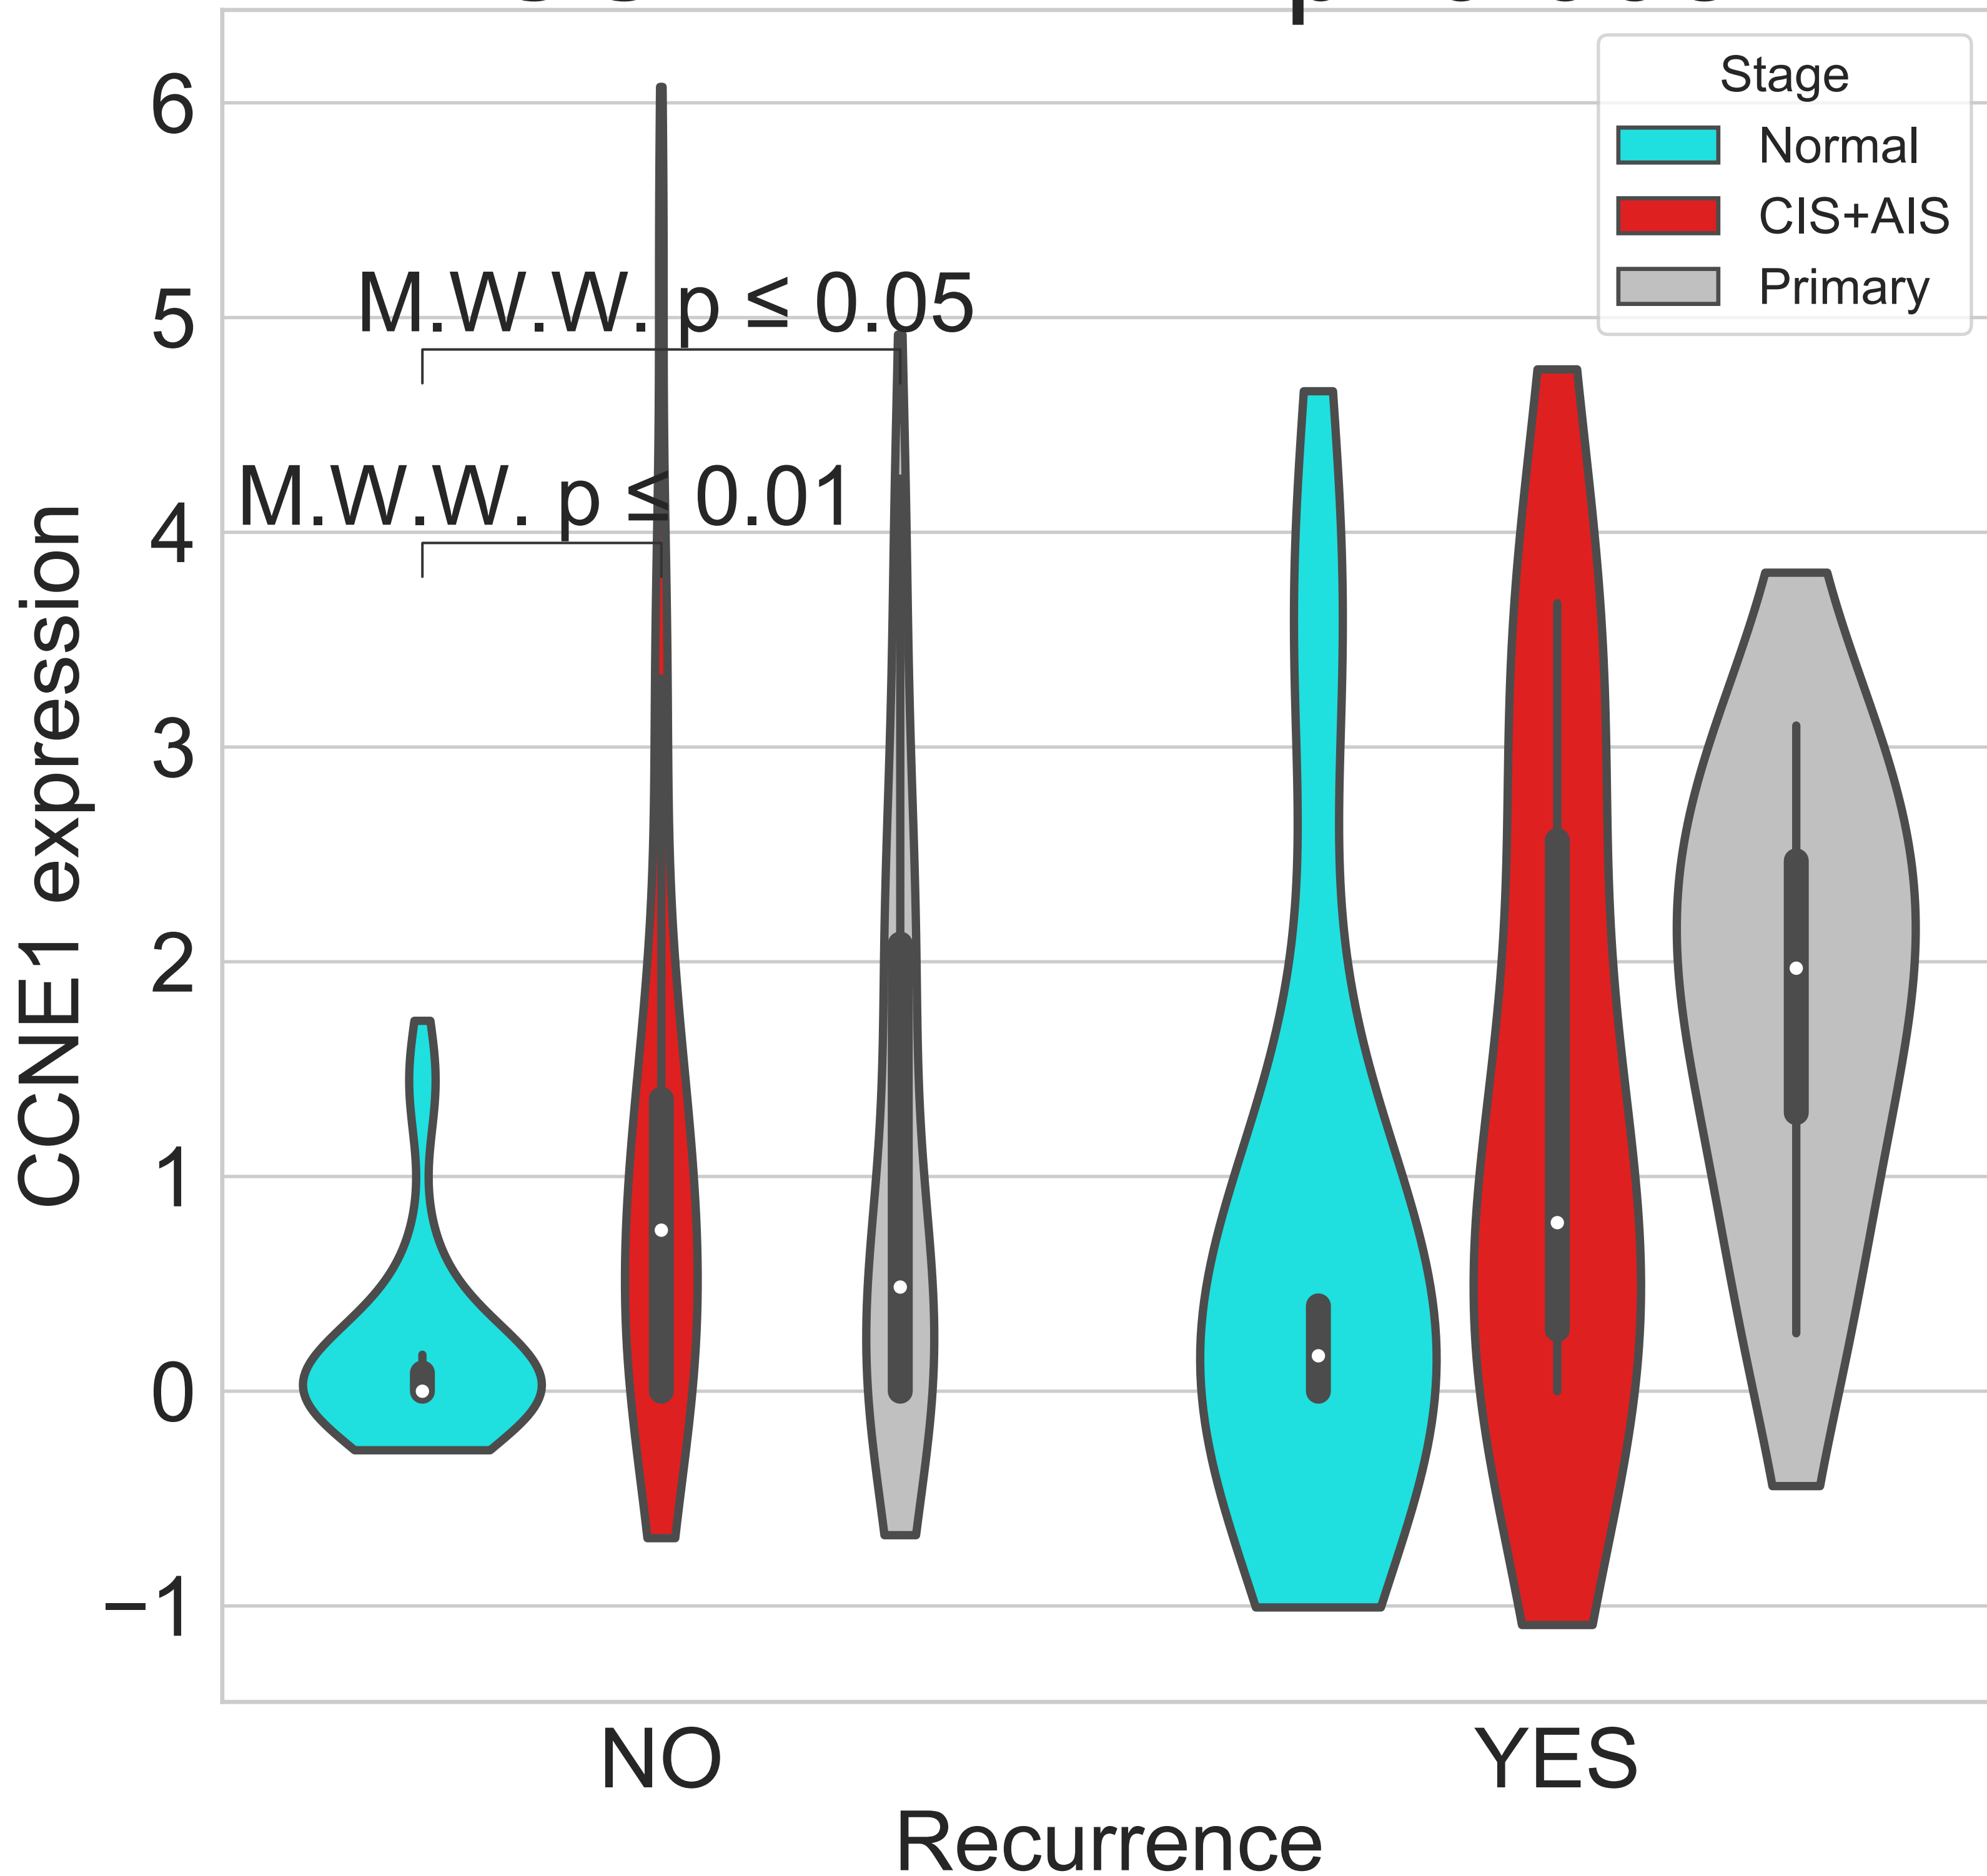 Stage
Normal
CIS+AIS
Primary
6
5
4
3
2
1
0
−1
CCNE1 expression
M.W.W. p ≤ 0.05
M.W.W. p ≤ 0.01
NO
YES
Recurrence